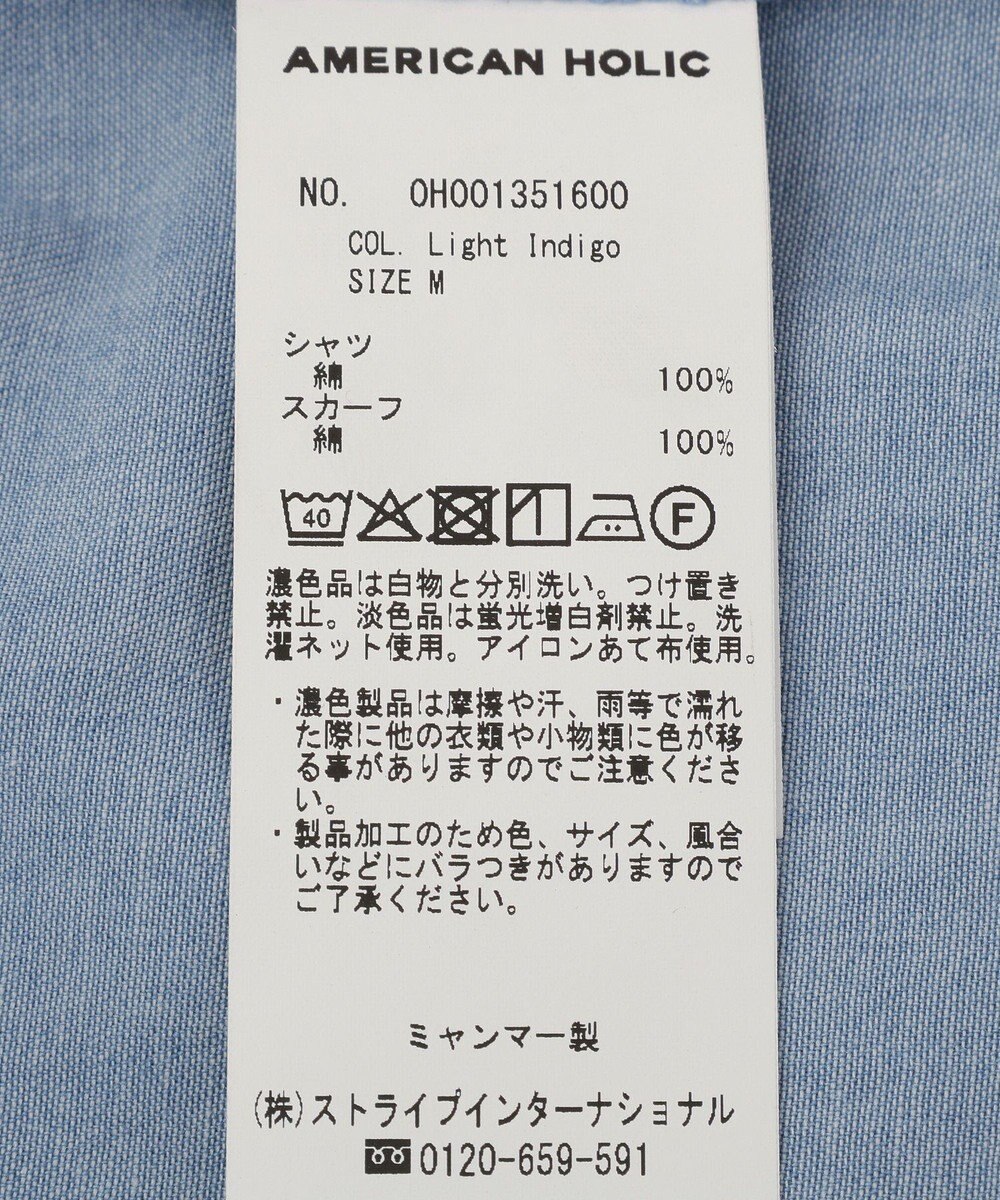 AMERICAN HOLIC
NO. OH001351600
COL. Light Indigo
SIZE M
シャツ
綿 100%
スカーフ
綿 100%
40 F
濃色品は白物と分別洗い。つけ置き
禁止。淡色品は蛍光増白剤禁止。洗
濯ネット使用。アイロンあて布使用。
・濃色製品は摩擦や汗、雨等で濡れ
た際に他の衣類や小物類に色が移
る事がありますのでご注意くださ
い。
・製品加工のため色、サイズ、風合
いなどにバラつきがありますので
ご了承ください。
ミャンマー製
(株)ストライプインターナショナル
0120-659-591